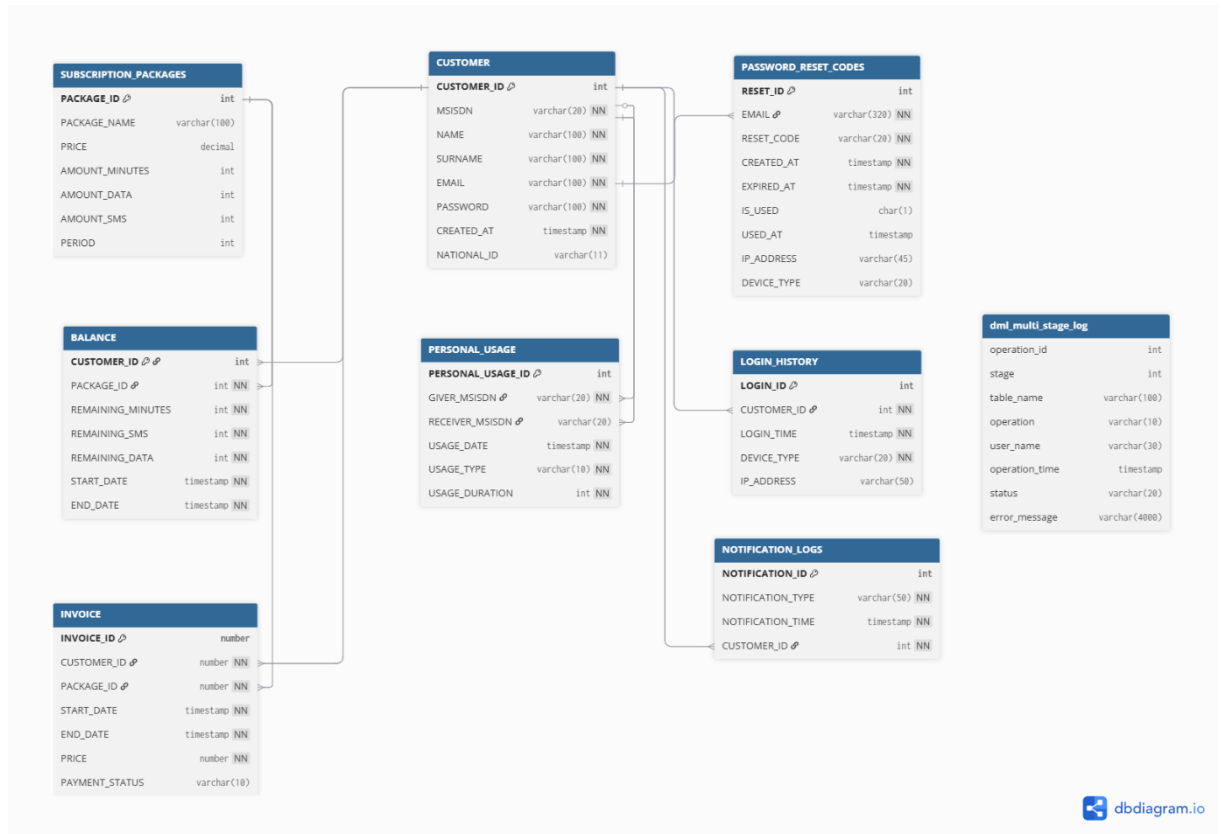 SUBSCRIPTION_PACKAGES
PACKAGE_ID int
PACKAGE_NAME varchar(100)
PRICE decimal
AMOUNT_MINUTES int
AMOUNT_DATA int
AMOUNT_SMS int
PERIOD int
CUSTOMER
CUSTOMER_ID int
MSISDN varchar(20) NN
NAME varchar(100) NN
SURNAME varchar(100) NN
EMAIL varchar(100) NN
PASSWORD varchar(100) NN
CREATED_AT timestamp NN
NATIONAL_ID varchar(11)
PASSWORD_RESET_CODES
RESET_ID int
EMAIL varchar(320) NN
RESET_CODE varchar(20) NN
CREATED_AT timestamp NN
EXPIRED_AT timestamp NN
IS_USED char(1)
USED_AT timestamp
IP_ADDRESS varchar(45)
DEVICE_TYPE varchar(20)
BALANCE
CUSTOMER_ID int
PACKAGE_ID int NN
REMAINING_MINUTES int NN
REMAINING_SMS int NN
REMAINING_DATA int NN
START_DATE timestamp NN
END_DATE timestamp NN
PERSONAL_USAGE
PERSONAL_USAGE_ID int
GIVER_MSISDN varchar(20) NN
RECEIVER_MSISDN varchar(20)
USAGE_DATE timestamp NN
USAGE_TYPE varchar(10) NN
USAGE_DURATION int NN
LOGIN_HISTORY
LOGIN_ID int
CUSTOMER_ID int NN
LOGIN_TIME timestamp NN
DEVICE_TYPE varchar(20) NN
IP_ADDRESS varchar(50)
dml_multi_stage_log
operation_id int
stage int
table_name varchar(100)
operation varchar(10)
user_name varchar(30)
operation_time timestamp
status varchar(20)
error_message varchar(4000)
NOTIFICATION_LOGS
NOTIFICATION_ID int
NOTIFICATION_TYPE varchar(50) NN
NOTIFICATION_TIME timestamp NN
CUSTOMER_ID int NN
INVOICE
INVOICE_ID number
CUSTOMER_ID number NN
PACKAGE_ID number NN
START_DATE timestamp NN
END_DATE timestamp NN
PRICE number NN
PAYMENT_STATUS varchar(10)
dbdiagram.io